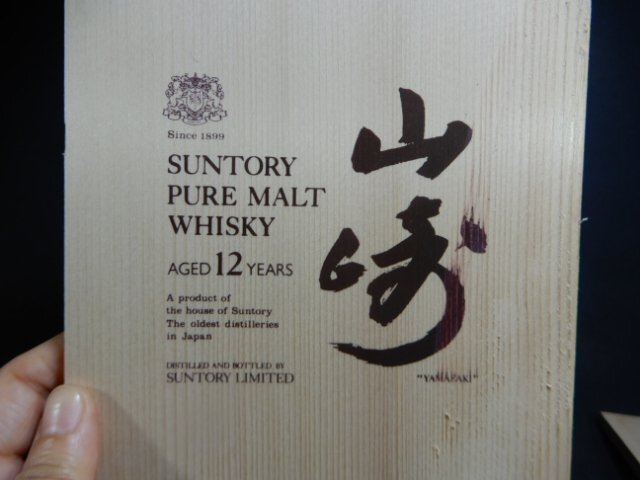 Since 1899
SUNTORY
PURE MALT
WHISKY
AGED 12 YEARS
A product of
the house of Suntory
The oldest distilleries
in Japan
DISTILLED AND BOTTLED BY
SUNTORY LIMITED
山崎
"YAMAZAKI"